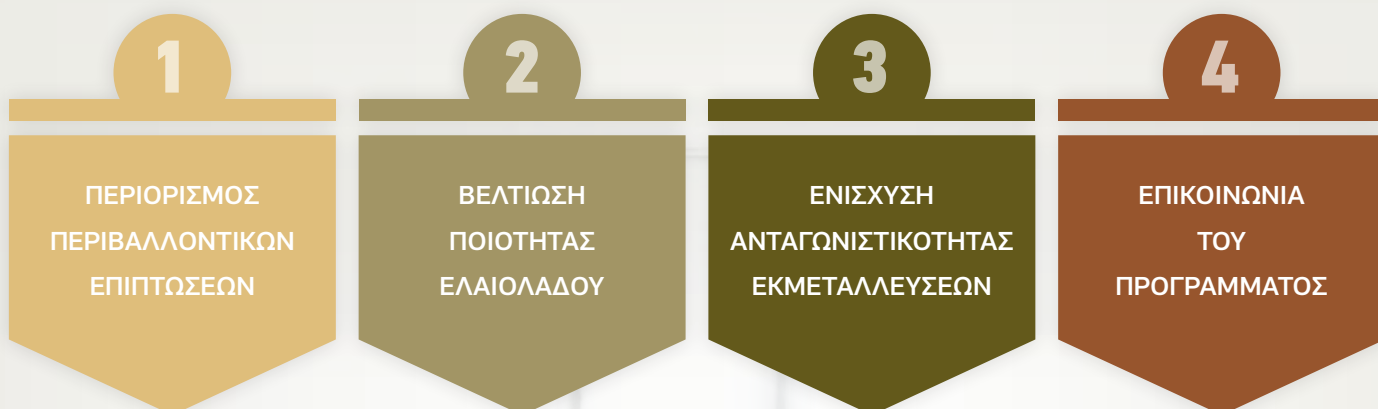 1
ΠΕΡΙΟΡΙΣΜΟΣ
ΠΕΡΙΒΑΛΛΟΝΤΙΚΩΝ
ΕΠΙΠΤΩΣΕΩΝ
2
ΒΕΛΤΙΩΣΗ
ΠΟΙΟΤΗΤΑΣ
ΕΛΑΙΟΛΑΔΟΥ
3
ΕΝΙΣΧΥΣΗ
ΑΝΤΑΓΩΝΙΣΤΙΚΟΤΗΤΑΣ
ΕΚΜΕΤΑΛΛΕΥΣΕΩΝ
4
ΕΠΙΚΟΙΝΩΝΙΑ
ΤΟΥ
ΠΡΟΓΡΑΜΜΑΤΟΣ